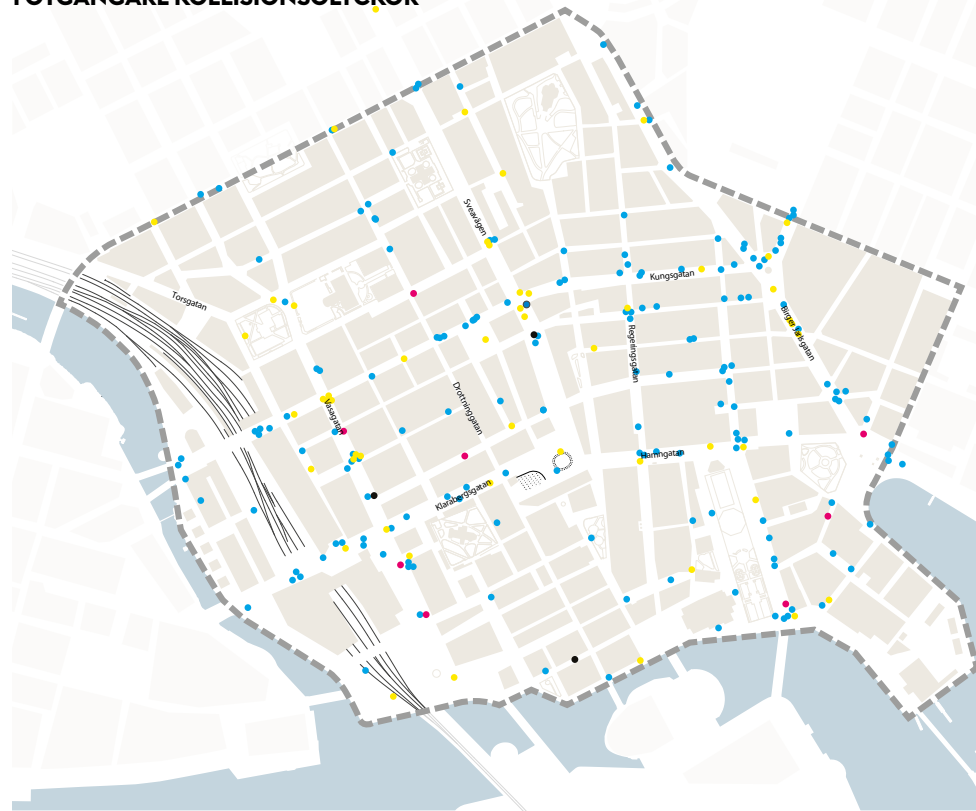 FOTGÄNGARE KOLLISIONSOLYCKOR
Sveavägen
Kungsgatan
Torsgatan
Birger Jarlsgatan
Regeringsgatan
Vasagatan
Drottninggatan
Hamngatan
Klarabergsgatan